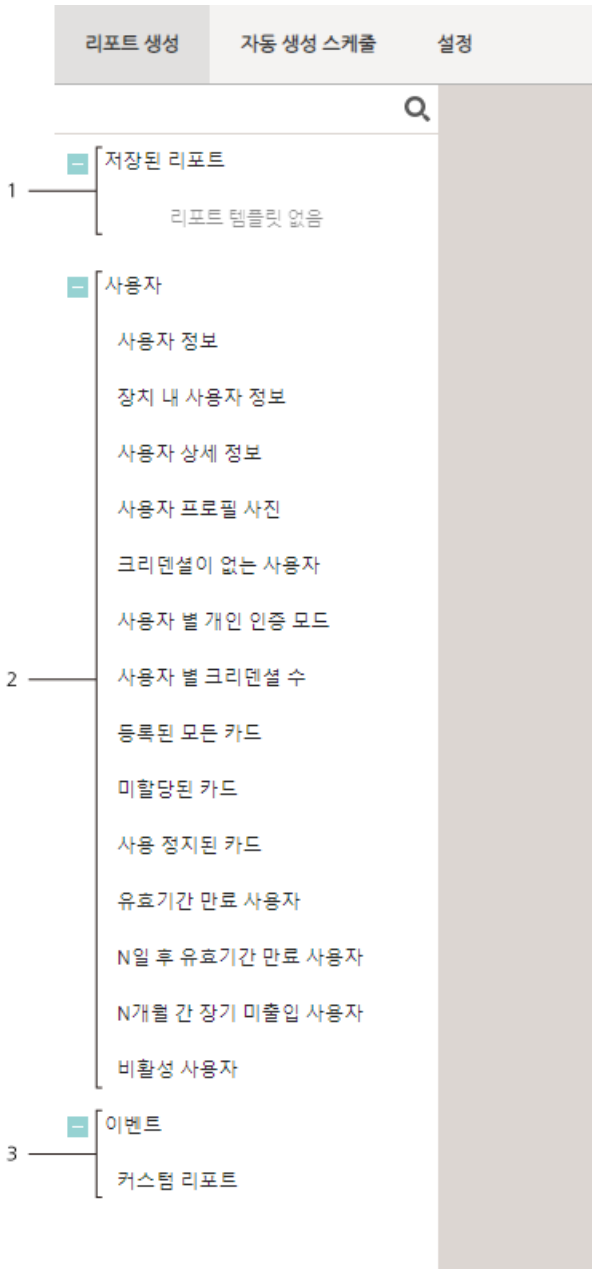 리포트 생성 자동 생성 스케줄 설정
1
저장된 리포트
리포트 템플릿 없음
사용자
사용자 정보
장치 내 사용자 정보
사용자 상세 정보
사용자 프로필 사진
크리덴셜이 없는 사용자
사용자 별 개인 인증 모드
2
사용자 별 크리덴셜 수
등록된 모든 카드
미할당된 카드
사용 정지된 카드
유효기간 만료 사용자
N일 후 유효기간 만료 사용자
N개월 간 장기 미출입 사용자
비활성 사용자
이벤트
3
커스텀 리포트